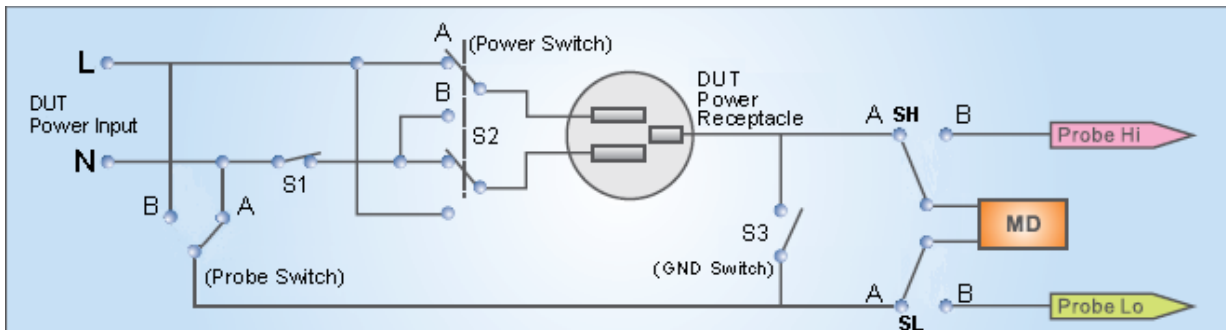 L
DUT
Power Input
N
A
(Power Switch)
B
S2
S1
B
A
(Probe Switch)
DUT
Power
Receptacle
S3
(GND Switch)
A
SH
B
Probe Hi
MD
A
SL
B
Probe Lo